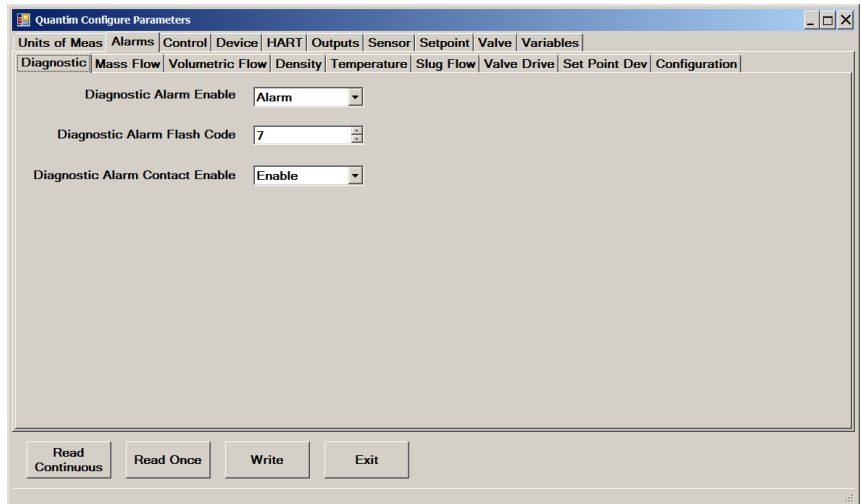 Quantim Configure Parameters
Units of Meas Alarms Control Device HART Outputs Sensor Setpoint Valve Variables
Diagnostic Mass Flow Volumetric Flow Density Temperature Slug Flow Valve Drive Set Point Dev Configuration
Diagnostic Alarm Enable Alarm
Diagnostic Alarm Flash Code 7
Diagnostic Alarm Contact Enable Enable
Read Continuous Read Once Write Exit